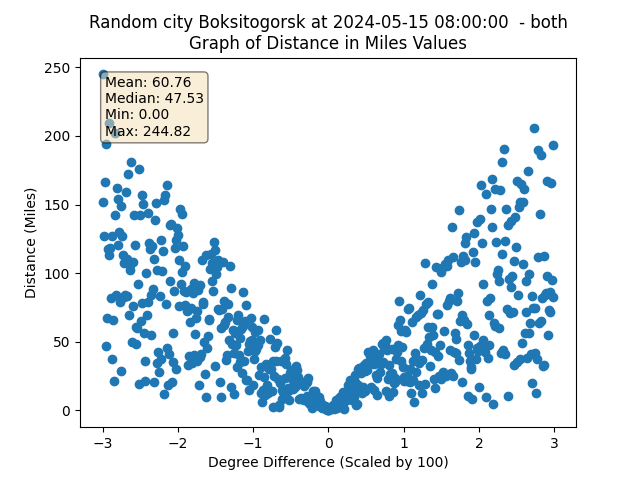 Random city Boksitogorsk at 2024-05-15 08:00:00  - both
Graph of Distance in Miles Values
250
200
150
100
50
0
Distance (Miles)
Mean: 60.76
Median: 47.53
Min: 0.00
Max: 244.82
−3
−2
−1
0
1
2
3
Degree Difference (Scaled by 100)